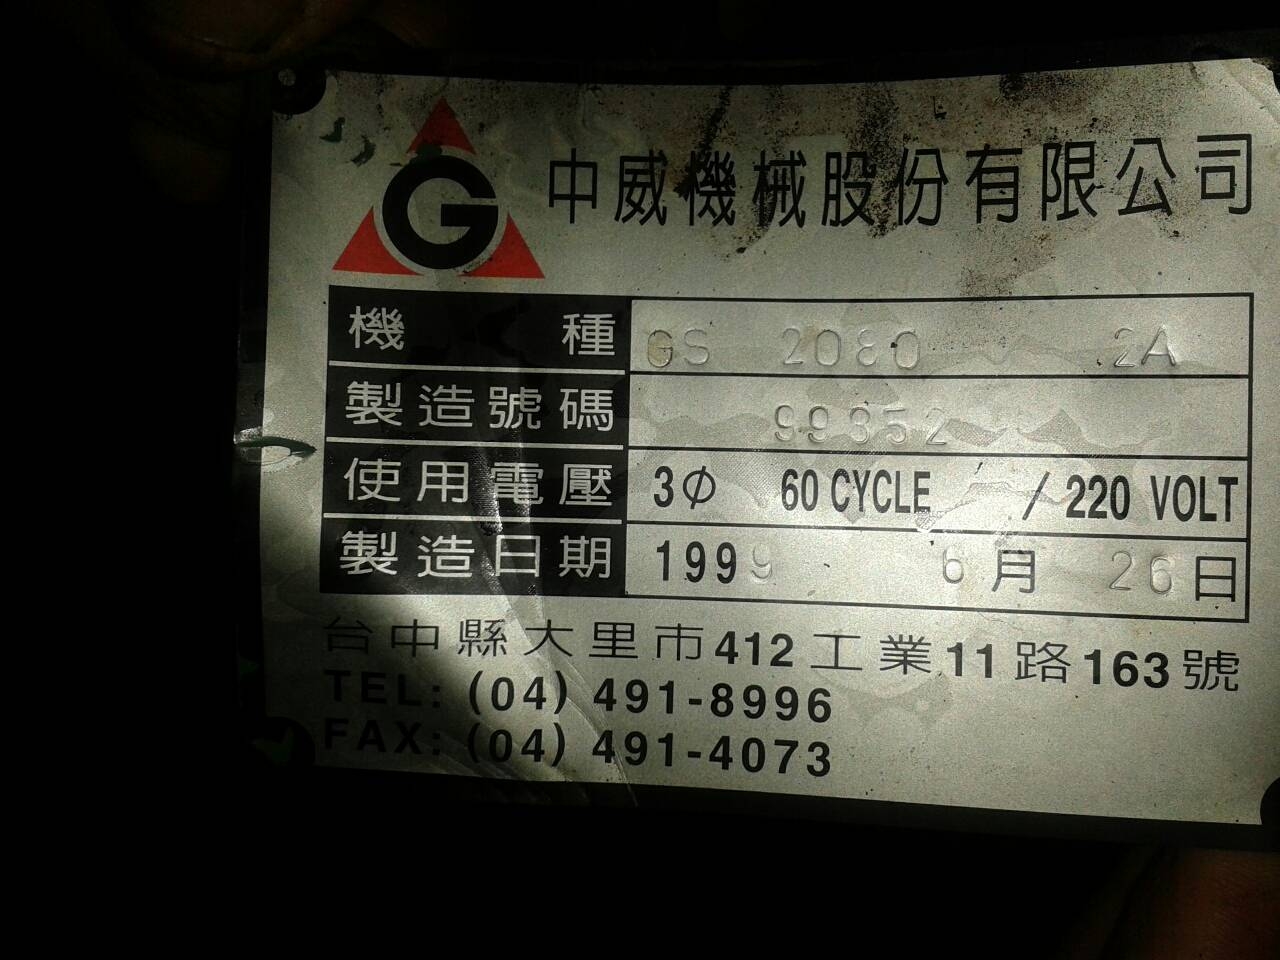 G 中威機械股份有限公司
機種 GS 2080 2A
製造號碼 99352
使用電壓 3Φ 60 CYCLE / 220 VOLT
製造日期 1999 6月 26日
台中縣大里市412工業11路163號
TEL: (04) 491-8996
FAX: (04) 491-4073